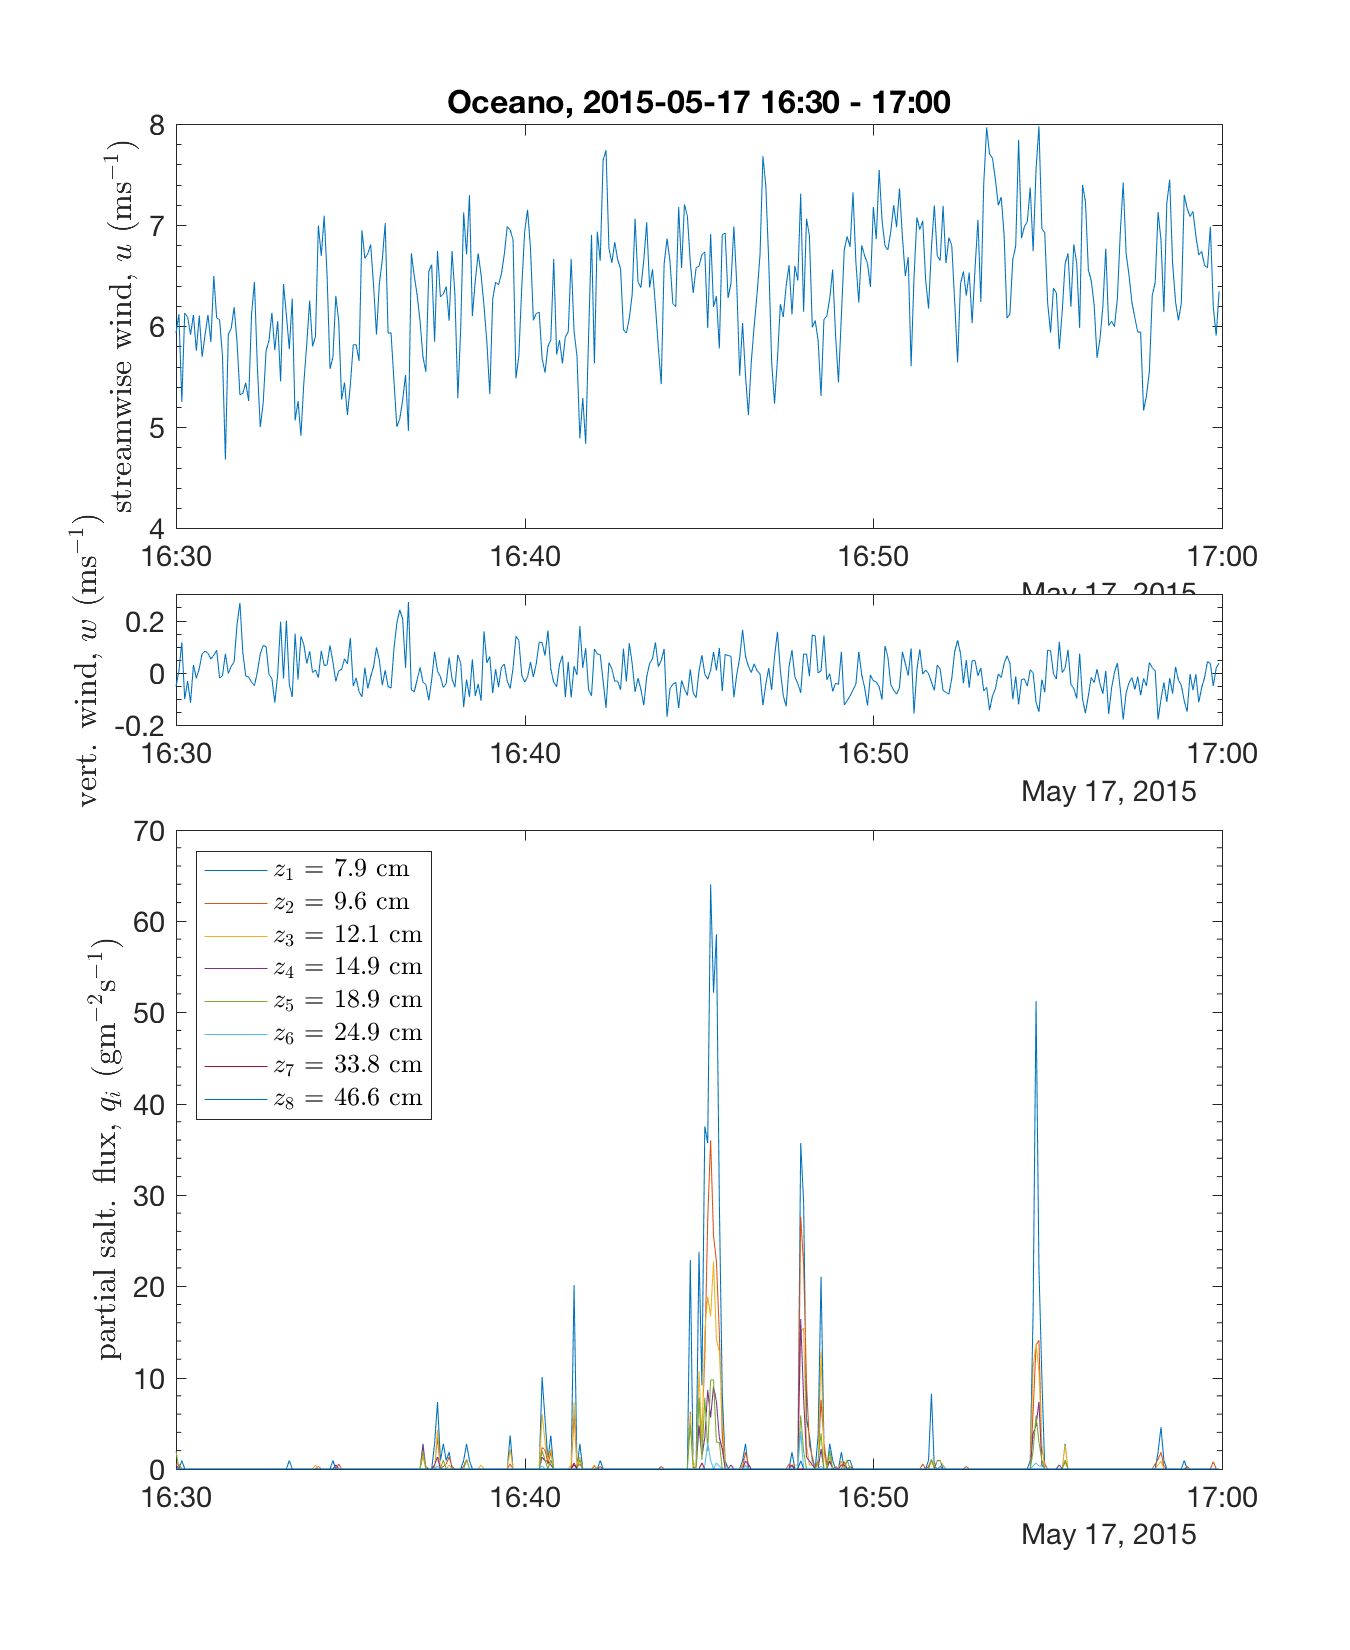 Oceano, 2015-05-17 16:30 - 17:00
streamwise wind, u (ms⁻¹)
8
7
6
5
4
16:30 16:40 16:50 17:00
May 17, 2015
vert. wind, w (ms⁻¹)
0.2
0
-0.2
16:30 16:40 16:50 17:00
May 17, 2015
partial salt. flux, qᵢ (gm⁻²s⁻¹)
70
60
50
40
30
20
10
0
z₁ = 7.9 cm
z₂ = 9.6 cm
z₃ = 12.1 cm
z₄ = 14.9 cm
z₅ = 18.9 cm
z₆ = 24.9 cm
z₇ = 33.8 cm
z₈ = 46.6 cm
16:30 16:40 16:50 17:00
May 17, 2015